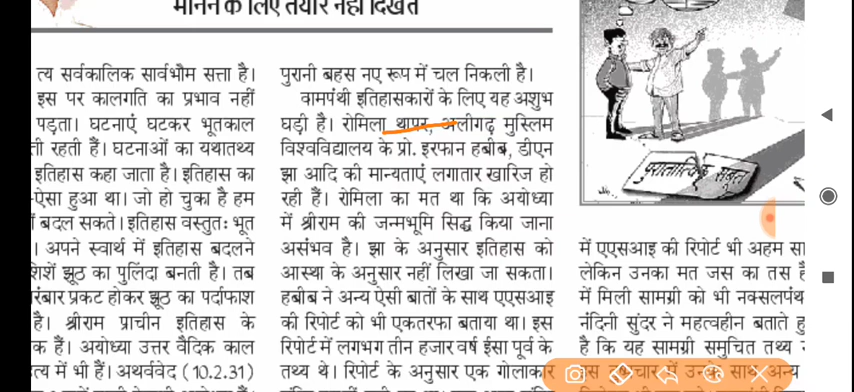 मानने के लिए तैयार नहीं दिखते
त्य सर्वकालिक सार्वभौम सत्ता है।
इस पर कालगति का प्रभाव नहीं
पड़ता। घटनाएं घटकर भूतकाल
ती रहती हैं। घटनाओं का यथातथ्य
इतिहास कहा जाता है। इतिहास का
ऐसा हुआ था। जो हो चुका है हम
बदल सकते। इतिहास वस्तुतः भूत
। अपने स्वार्थ में इतिहास बदलने
शिशें झूठ का पुलिंदा बनती है। तब
रंबार प्रकट होकर झूठ का पर्दाफाश
है। श्रीराम प्राचीन इतिहास के
क हैं। अयोध्या उत्तर वैदिक काल
हत्य में भी हैं। अथर्ववेद (10.2.31)
पुरानी बहस नए रूप में चल निकली है।
वामपंथी इतिहासकारों के लिए यह अशुभ
घड़ी है। रोमिला थापर, अलीगढ़ मुस्लिम
विश्वविद्यालय के प्रो. इरफान हबीब, डीएन
झा आदि की मान्यताएं लगातार खारिज हो
रही हैं। रोमिला का मत था कि अयोध्या
में श्रीराम की जन्मभूमि सिद्ध किया जाना
असंभव है। झा के अनुसार इतिहास को
आस्था के अनुसार नहीं लिखा जा सकता।
हबीब ने अन्य ऐसी बातों के साथ एएसआइ
की रिपोर्ट को भी एकतरफा बताया था। इस
रिपोर्ट में लगभग तीन हजार वर्ष ईसा पूर्व के
तथ्य थे। रिपोर्ट के अनुसार एक गोलाकार
पुरातात्विक सबूत
में एएसआइ की रिपोर्ट भी अहम सा
लेकिन उनका मत जस का तस है
में मिली सामग्री को भी नक्सलपंथ
नंदिनी सुंदर ने महत्वहीन बताते हु
है कि यह सामग्री समुचित तथ्य